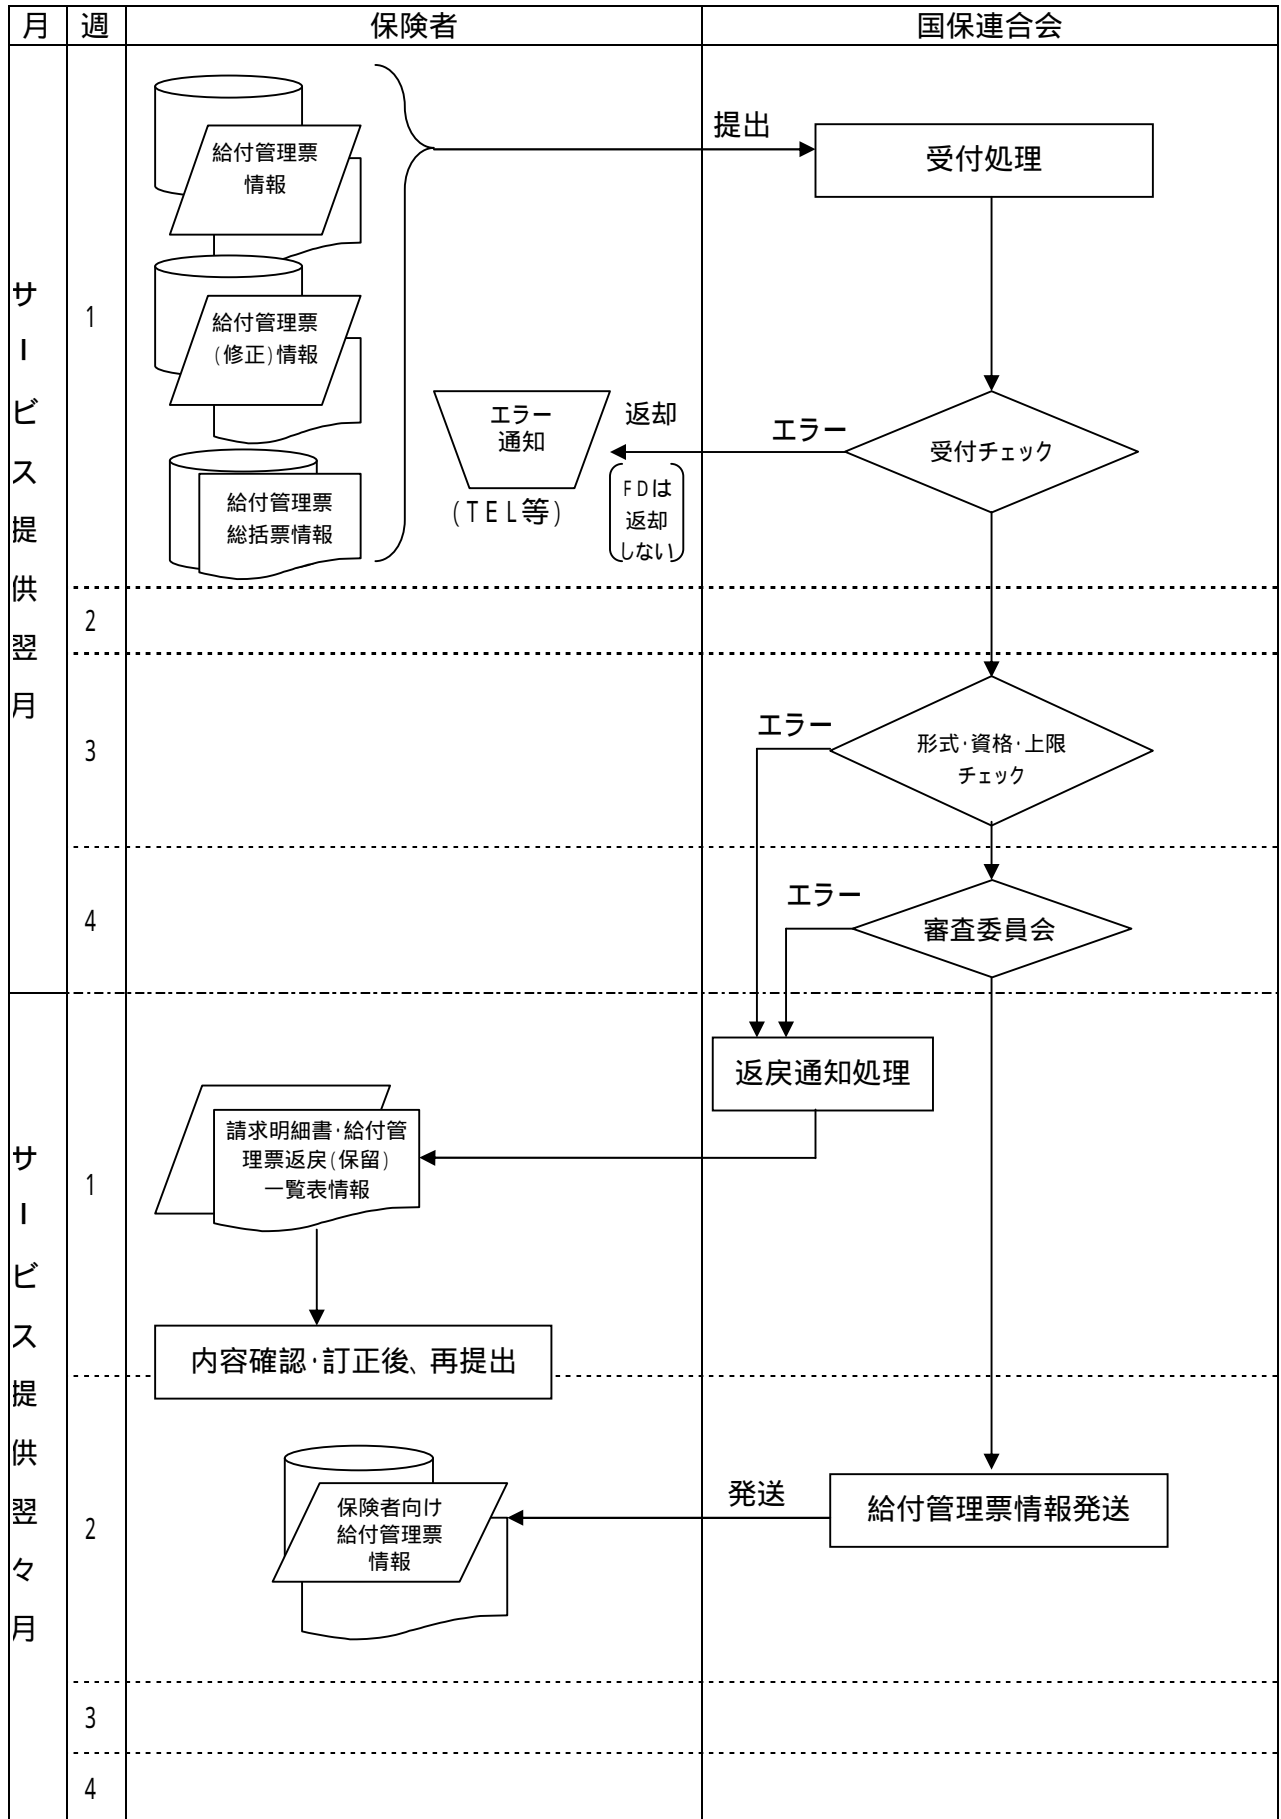 月 週 保険者 国保連合会
サービス提供翌月
1
給付管理票
情報
給付管理票
(修正)情報
給付管理票
総括票情報
提出
受付処理
受付チェック
エラー
返却
FDは
返却
しない
エラー
通知
(TEL等)
2
3
エラー
形式・資格・上限
チェック
4
エラー
審査委員会
サービス提供翌々月
1
返戻通知処理
請求明細書・給付管
理票返戻(保留)
一覧表情報
内容確認・訂正後、再提出
2
保険者向け
給付管理票
情報
発送
給付管理票情報発送
3
4